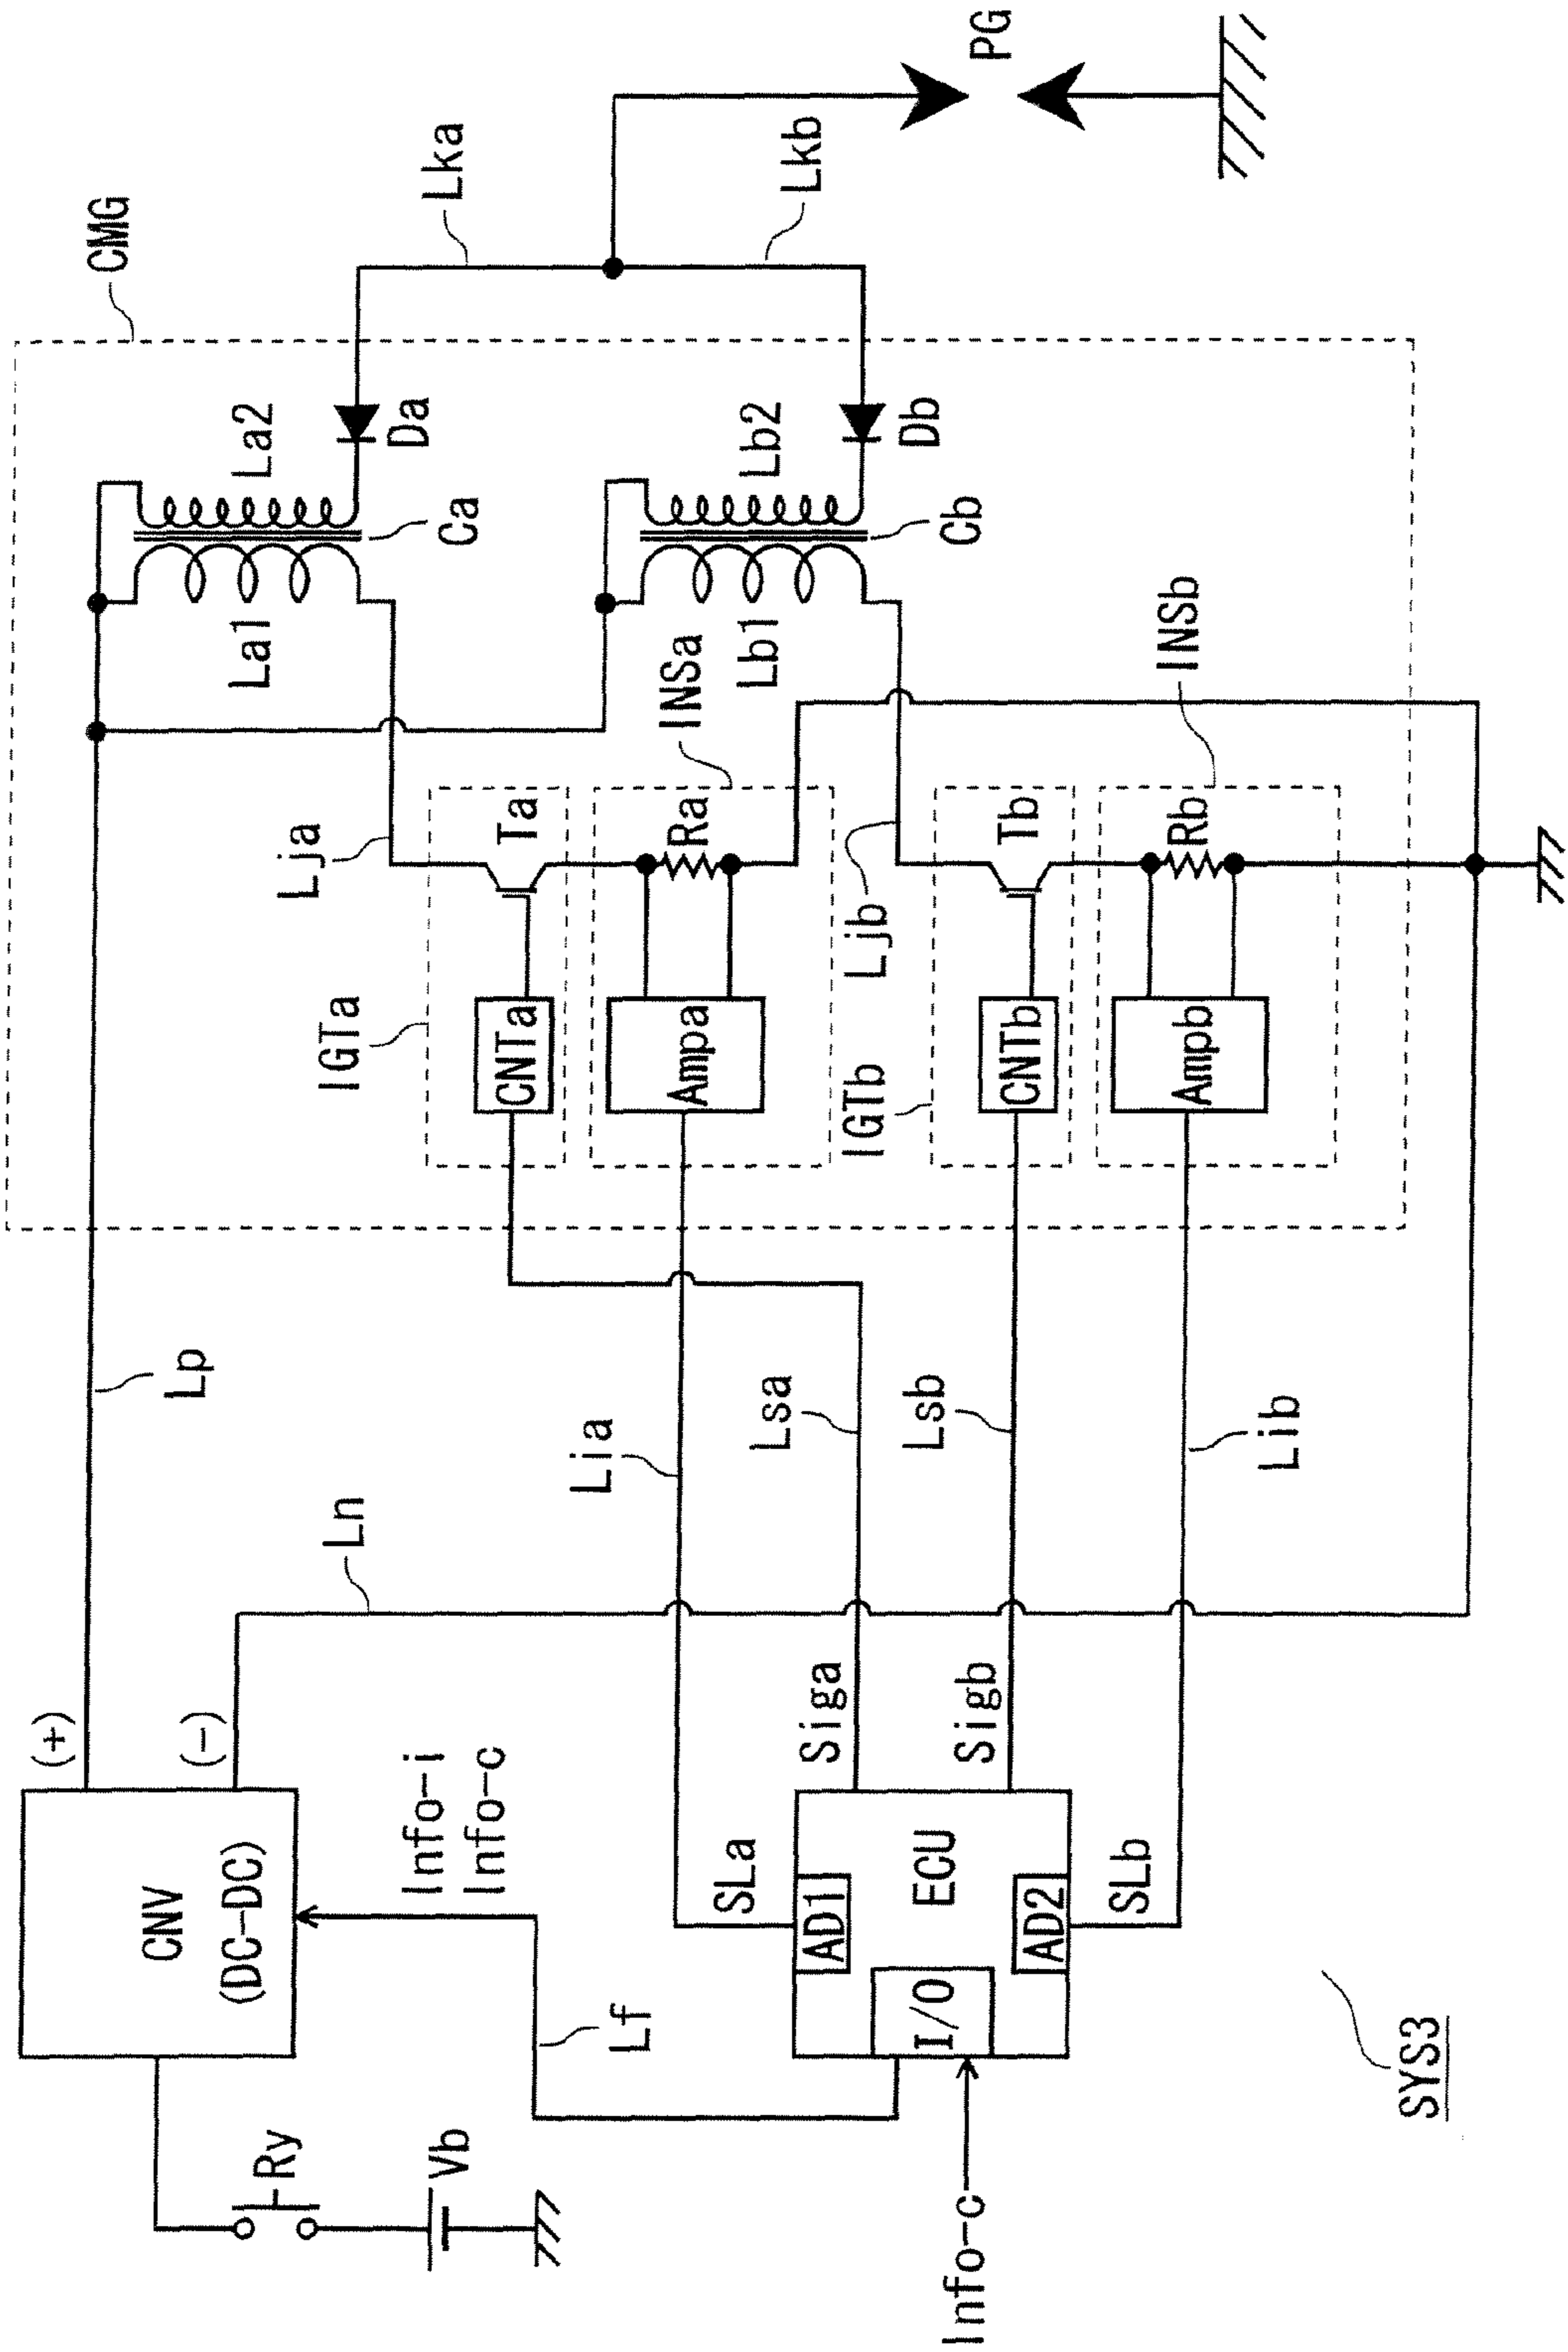 CMG
Lka
Lkb
PG
La2
Da
Ca
La1
Lb2
Db
Cb
Lb1
INSa
INSb
Lja
Ta
Ra
Ljb
Tb
Rb
IGTa
CNTa
Ampa
IGTb
CNTb
Ampb
Lp
Ln
Lia
Lsa
Lsb
Lib
(+)
(-)
CNV
(DC-DC)
Info-i
Info-c
Siga
Sigb
SLa
SLb
AD1
AD2
ECU
I/O
Lf
Ry
Vb
Info-c
SYS3